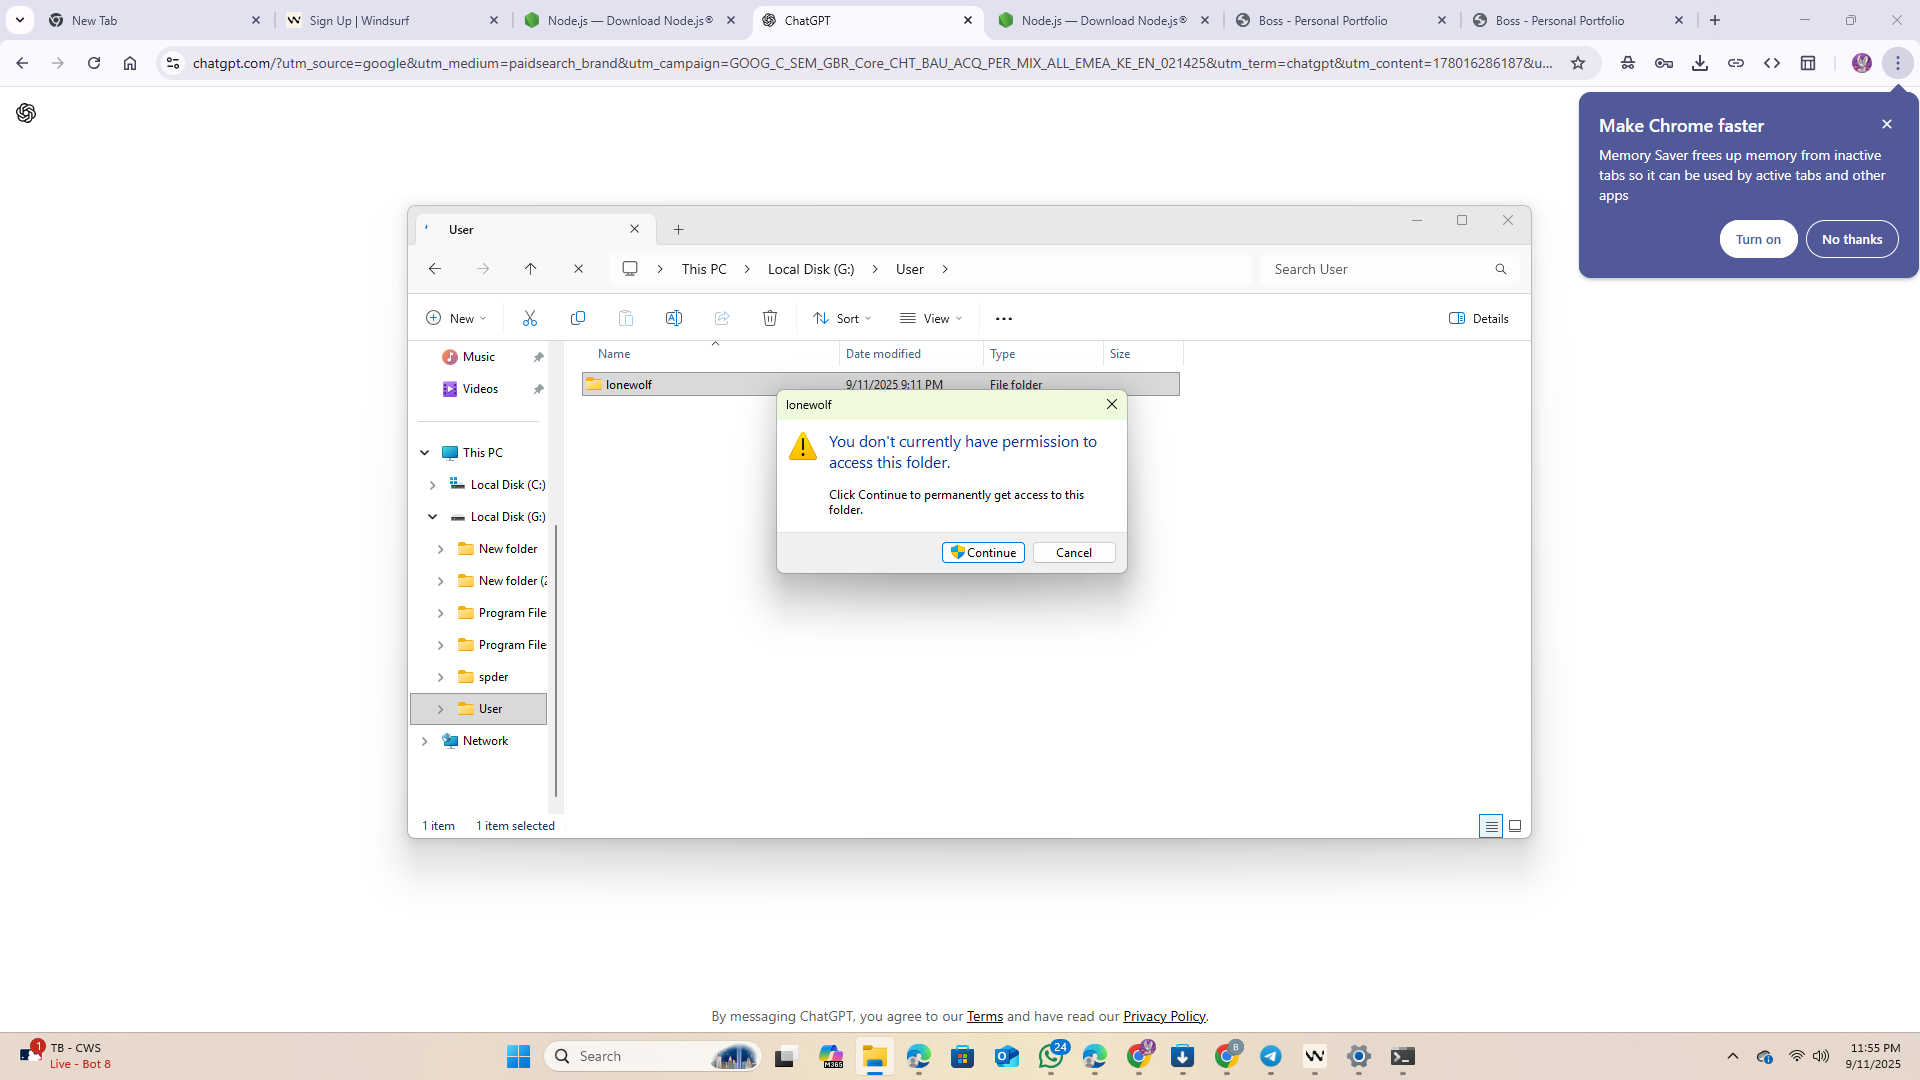 New Tab
Sign Up | Windsurf
Node.js — Download Node.js®
ChatGPT
Node.js — Download Node.js®
Boss - Personal Portfolio
Boss - Personal Portfolio
chatgpt.com/?utm_source=google&utm_medium=paidsearch_brand&utm_campaign=GOOG_C_SEM_GBR_Core_CHT_BAU_ACQ_PER_MIX_ALL_EMEA_KE_EN_021425&utm_term=chatgpt&utm_content=178016286187&u...
Make Chrome faster
Memory Saver frees up memory from inactive
tabs so it can be used by active tabs and other
apps
Turn on
No thanks
User
This PC
Local Disk (G:)
User
Search User
New
Sort
View
Details
Name
Date modified
Type
Size
lonewolf
9/11/2025 9:11 PM
File folder
Music
Videos
This PC
Local Disk (C:)
Local Disk (G:)
New folder
New folder (2
Program File
Program File
spder
User
Network
lonewolf
You don't currently have permission to
access this folder.
Click Continue to permanently get access to this
folder.
Continue
Cancel
1 item
1 item selected
By messaging ChatGPT, you agree to our Terms and have read our Privacy Policy.
1
TB - CWS
Live - Bot 8
Search
M365
24
B
11:55 PM
9/11/2025